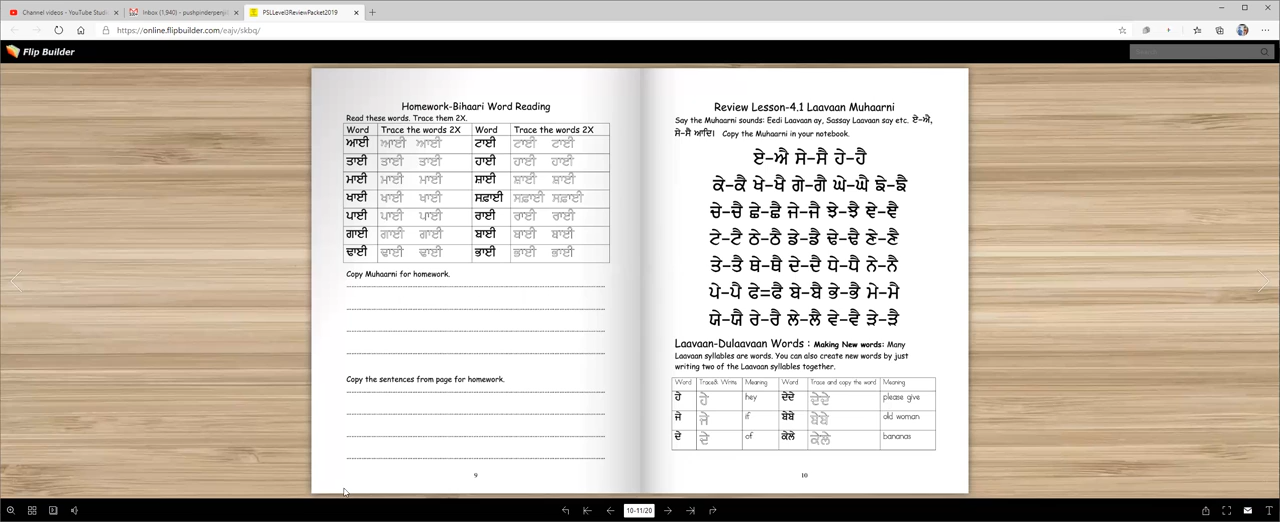 Channel videos - YouTube Studi
Inbox (1,940) - pushpinderpenji
PSLLevel3ReviewPacket2019
https://online.flipbuilder.com/eajv/skbq/
Flip Builder
Search
Homework-Bihaari Word Reading
Read these words. Trace them 2X.
Word Trace the words 2X Word Trace the words 2X
ਆਈ ਆਈ ਆਈ ਟਾਈ ਟਾਈ ਟਾਈ
ਤਾਈ ਤਾਈ ਤਾਈ ਹਾਈ ਹਾਈ ਹਾਈ
ਮਾਈ ਮਾਈ ਮਾਈ ਸ਼ਾਈ ਸ਼ਾਈ ਸ਼ਾਈ
ਖਾਈ ਖਾਈ ਖਾਈ ਸਫ਼ਾਈ ਸਫ਼ਾਈ ਸਫ਼ਾਈ
ਪਾਈ ਪਾਈ ਪਾਈ ਰਾਈ ਰਾਈ ਰਾਈ
ਗਾਈ ਗਾਈ ਗਾਈ ਬਾਈ ਬਾਈ ਬਾਈ
ਢਾਈ ਢਾਈ ਢਾਈ ਭਾਈ ਭਾਈ ਭਾਈ
Copy Muhaarni for homework.
Copy the sentences from page for homework.
9
Review Lesson-4.1 Laavaan Muhaarni
Say the Muhaarni sounds: Eedi Laavaan ay, Sassay Laavaan say etc. ਏ-ਐ,
ਸੇ-ਸੈ ਆਦਿ। Copy the Muhaarni in your notebook.
ਏ-ਐ ਸੇ-ਸੈ ਹੇ-ਹੈ
ਕੇ-ਕੈ ਖੇ-ਖੈ ਗੇ-ਗੈ ਘੇ-ਘੈ ਙੇ-ਙੈ
ਚੇ-ਚੈ ਛੇ-ਛੈ ਜੇ-ਜੈ ਝੇ-ਝੈ ਞੇ-ਞੈ
ਟੇ-ਟੈ ਠੇ-ਠੈ ਡੇ-ਡੈ ਢੇ-ਢੈ ਣੇ-ਣੈ
ਤੇ-ਤੈ ਥੇ-ਥੈ ਦੇ-ਦੈ ਧੇ-ਧੈ ਨੇ-ਨੈ
ਪੇ-ਪੈ ਫੇ=ਫੈ ਬੇ-ਬੈ ਭੇ-ਭੈ ਮੇ-ਮੈ
ਯੇ-ਯੈ ਰੇ-ਰੈ ਲੇ-ਲੈ ਵੇ-ਵੈ ੜੇ-ੜੈ
Laavaan-Dulaavaan Words : Making New words: Many
Laavaan syllables are words. You can also create new words by just
writing two of the Laavaan syllables together.
Word Trace& Write Meaning Word Trace and copy the word Meaning
ਹੇ ਹੇ hey ਦੇਦੇ ਦੇਦੇ please give
ਜੇ ਜੇ if ਬੇਬੇ ਬੇਬੇ old woman
ਦੇ ਦੇ of ਕੇਲੇ ਕੇਲੇ bananas
10
10-11/20